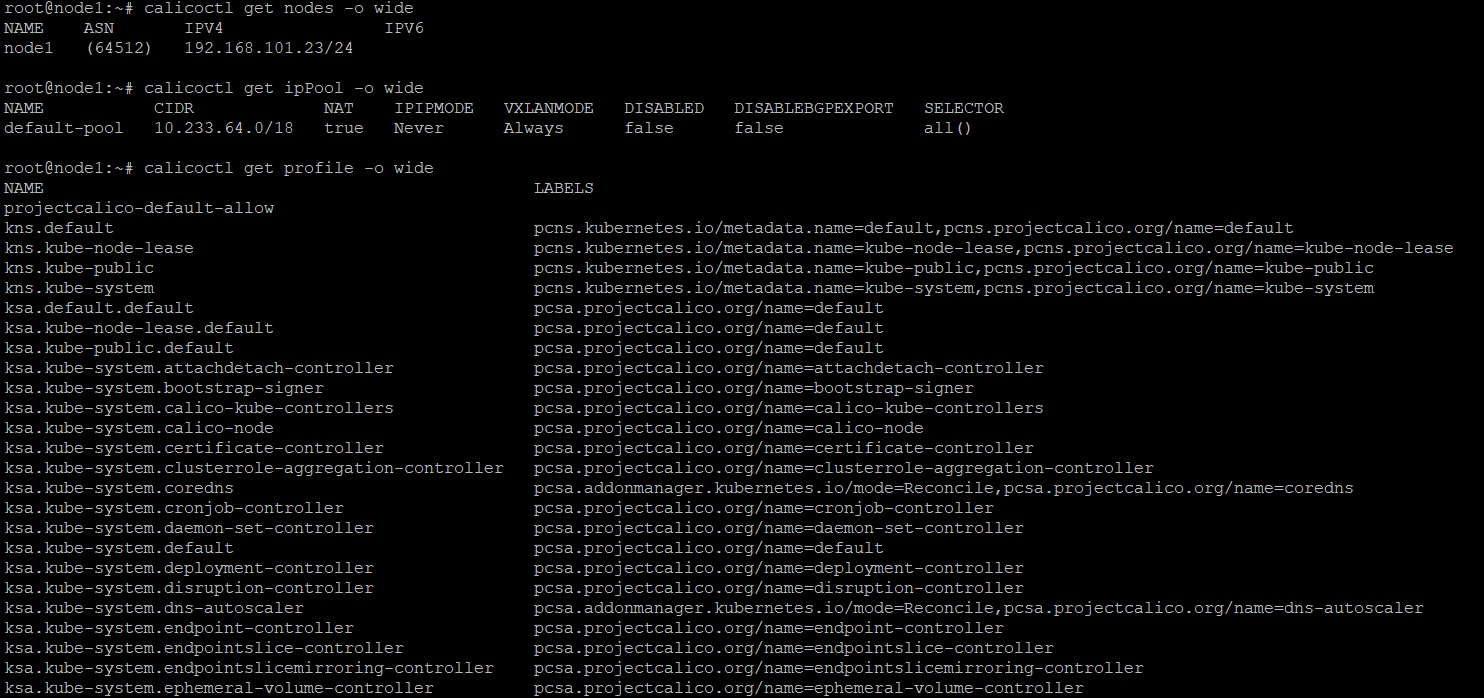 root@node1:~# calicoctl get nodes -o wide
NAME    ASN       IPV4                IPV6
node1   (64512)   192.168.101.23/24
root@node1:~# calicoctl get ipPool -o wide
NAME           CIDR             NAT    IPIPMODE   VXLANMODE   DISABLED   DISABLEBGPEXPORT   SELECTOR
default-pool   10.233.64.0/18   true   Never      Always      false      false              all()
root@node1:~# calicoctl get profile -o wide
NAME                                                 LABELS
projectcalico-default-allow
kns.default                                          pcns.kubernetes.io/metadata.name=default,pcns.projectcalico.org/name=default
kns.kube-node-lease                                  pcns.kubernetes.io/metadata.name=kube-node-lease,pcns.projectcalico.org/name=kube-node-lease
kns.kube-public                                      pcns.kubernetes.io/metadata.name=kube-public,pcns.projectcalico.org/name=kube-public
kns.kube-system                                      pcns.kubernetes.io/metadata.name=kube-system,pcns.projectcalico.org/name=kube-system
ksa.default.default                                  pcsa.projectcalico.org/name=default
ksa.kube-node-lease.default                          pcsa.projectcalico.org/name=default
ksa.kube-public.default                              pcsa.projectcalico.org/name=default
ksa.kube-system.attachdetach-controller              pcsa.projectcalico.org/name=attachdetach-controller
ksa.kube-system.bootstrap-signer                     pcsa.projectcalico.org/name=bootstrap-signer
ksa.kube-system.calico-kube-controllers              pcsa.projectcalico.org/name=calico-kube-controllers
ksa.kube-system.calico-node                          pcsa.projectcalico.org/name=calico-node
ksa.kube-system.certificate-controller               pcsa.projectcalico.org/name=certificate-controller
ksa.kube-system.clusterrole-aggregation-controller   pcsa.projectcalico.org/name=clusterrole-aggregation-controller
ksa.kube-system.coredns                              pcsa.addonmanager.kubernetes.io/mode=Reconcile,pcsa.projectcalico.org/name=coredns
ksa.kube-system.cronjob-controller                   pcsa.projectcalico.org/name=cronjob-controller
ksa.kube-system.daemon-set-controller                pcsa.projectcalico.org/name=daemon-set-controller
ksa.kube-system.default                              pcsa.projectcalico.org/name=default
ksa.kube-system.deployment-controller                pcsa.projectcalico.org/name=deployment-controller
ksa.kube-system.disruption-controller                pcsa.projectcalico.org/name=disruption-controller
ksa.kube-system.dns-autoscaler                       pcsa.addonmanager.kubernetes.io/mode=Reconcile,pcsa.projectcalico.org/name=dns-autoscaler
ksa.kube-system.endpoint-controller                  pcsa.projectcalico.org/name=endpoint-controller
ksa.kube-system.endpointslice-controller             pcsa.projectcalico.org/name=endpointslice-controller
ksa.kube-system.endpointslicemirroring-controller    pcsa.projectcalico.org/name=endpointslicemirroring-controller
ksa.kube-system.ephemeral-volume-controller          pcsa.projectcalico.org/name=ephemeral-volume-controller